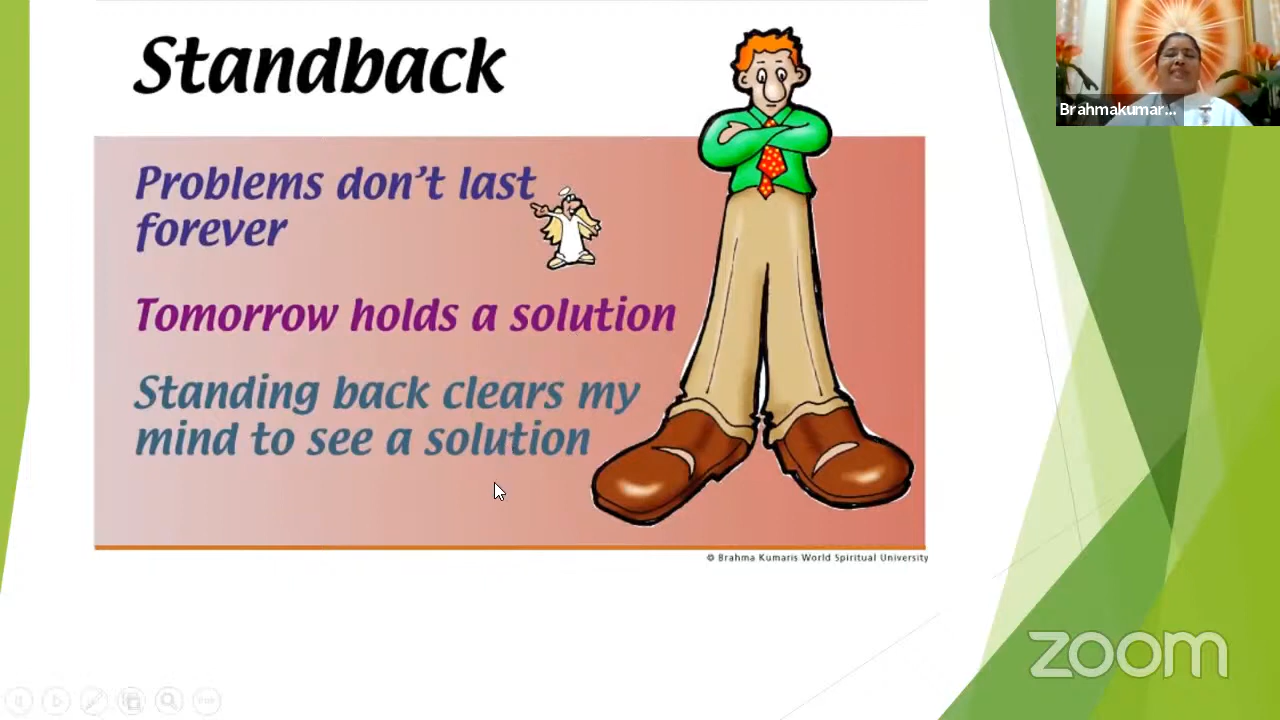 Standback
Brahmakumar...
Problems don't last
forever
Tomorrow holds a solution
Standing back clears my
mind to see a solution
© Brahma Kumaris World Spiritual University
zoom